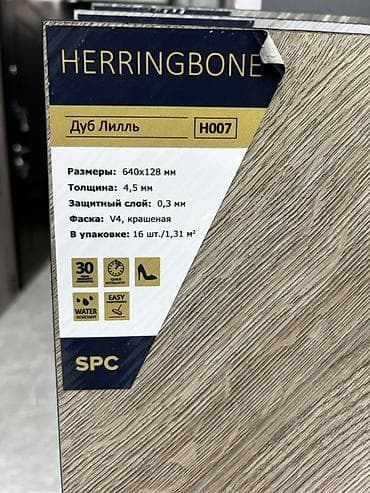 HERRINGBONE
Дуб Лилль H007
Размеры: 640x128 мм
Толщина: 4,5 мм
Защитный слой: 0,3 мм
Фаска: V4, крашеная
В упаковке: 16 шт./1,31 м²
30
WATER EASY
RESISTANT
SPC